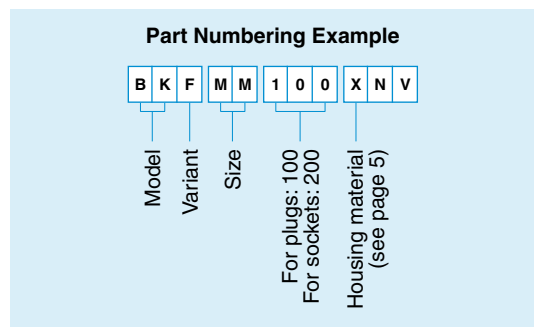 Part Numbering Example
B K F M M 1 0 0 X N V
Model
Variant
Size
For plugs: 100
For sockets: 200
Housing material
(see page 5)